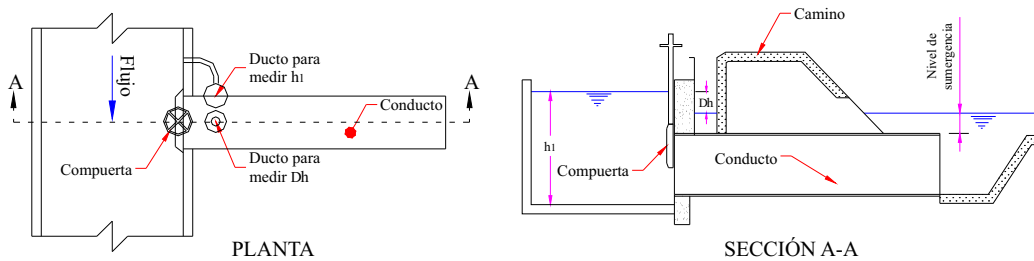 A
Flujo
Ducto para
medir h1
A
Conducto
Compuerta
Ducto para
medir Dh
PLANTA
Camino
Nivel de
sumergencia
Dh
h1
Compuerta
Conducto
SECCIÓN A-A